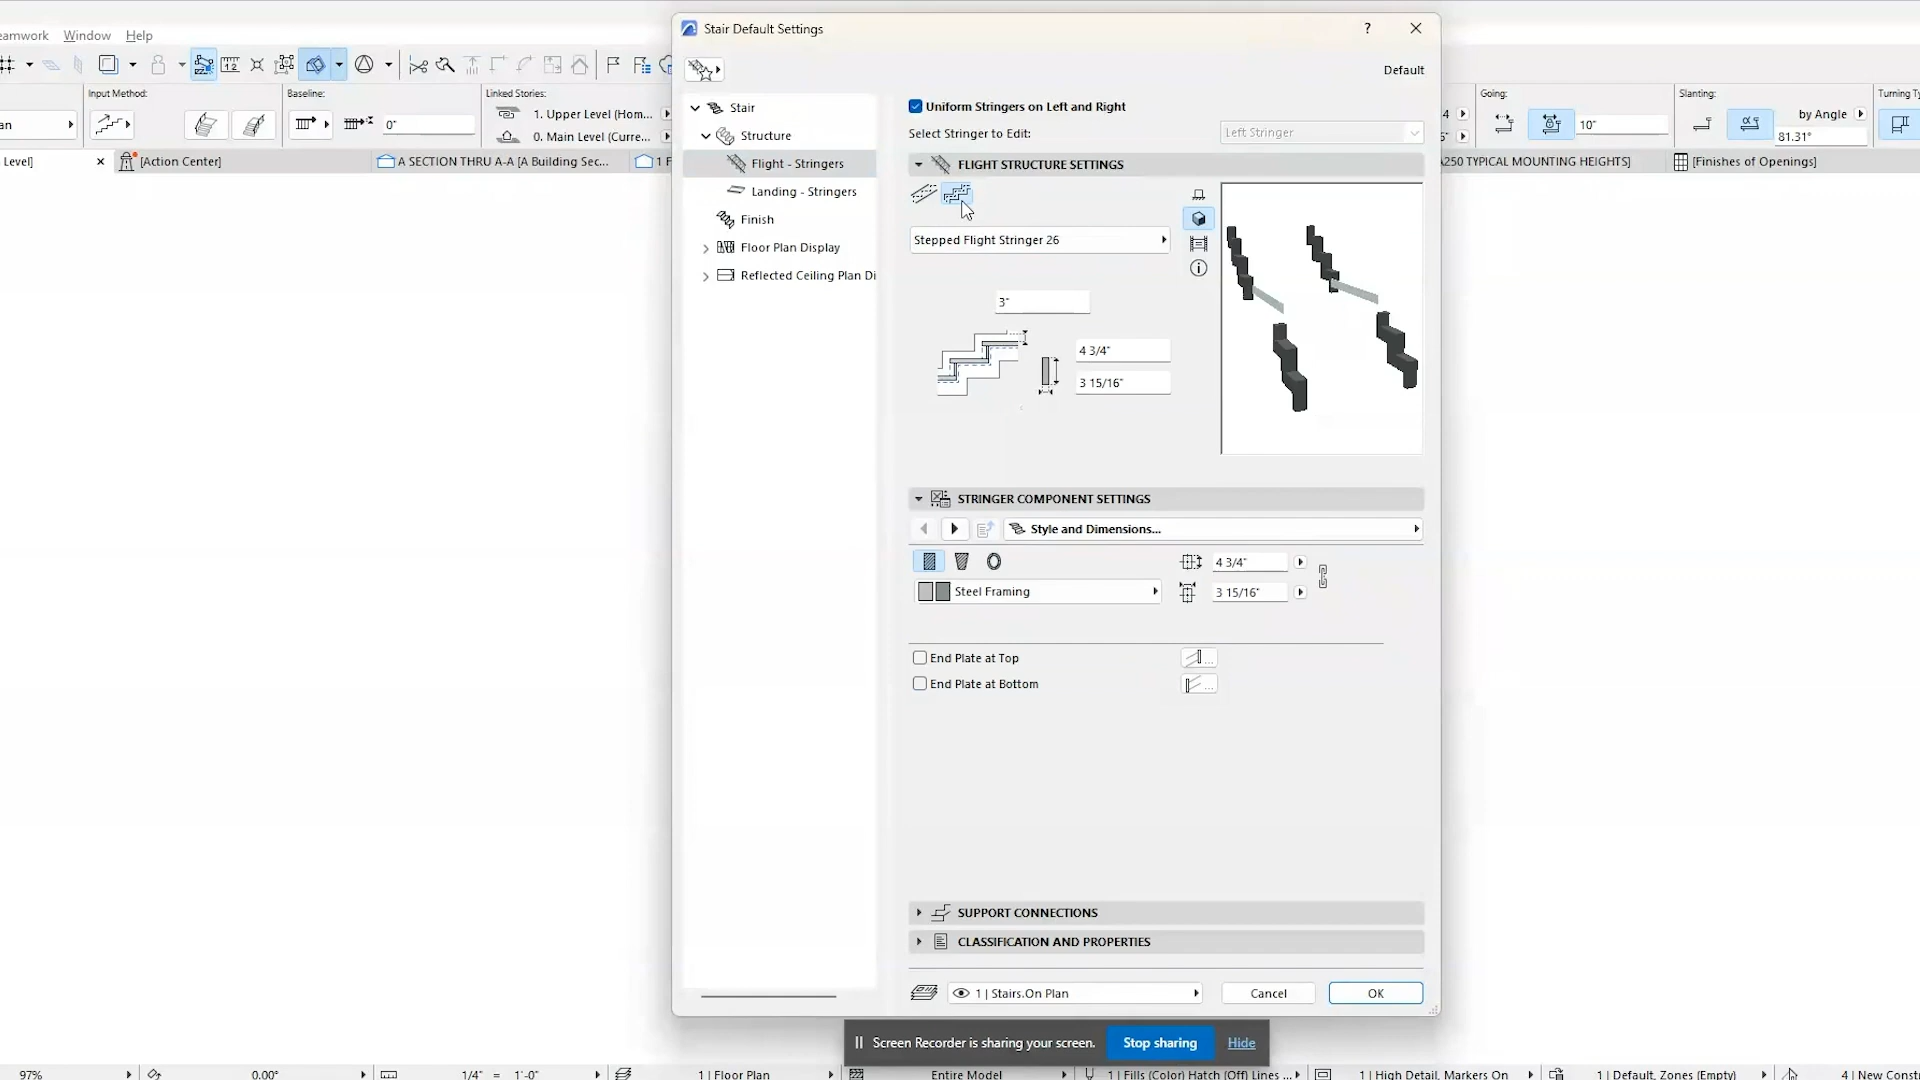 Stair Default Settings
?
eamwork Window Help
12
Default
Input Method:
Baseline:
Linked Stories:
0"
1. Upper Level (Hom...
0. Main Level (Curre...
Going:
10"
Slanting:
by Angle
81.31°
Turning Ty
Level]
[Action Center]
A SECTION THRU A-A [A Building Sec...
A250 TYPICAL MOUNTING HEIGHTS]
[Finishes of Openings]
Stair
Structure
Flight - Stringers
Landing - Stringers
Finish
Floor Plan Display
Reflected Ceiling Plan Di
Uniform Stringers on Left and Right
Select Stringer to Edit:
Left Stringer
FLIGHT STRUCTURE SETTINGS
Stepped Flight Stringer 26
3"
4 3/4"
3 15/16"
STRINGER COMPONENT SETTINGS
Style and Dimensions...
4 3/4"
Steel Framing
3 15/16"
End Plate at Top
...
End Plate at Bottom
...
SUPPORT CONNECTIONS
CLASSIFICATION AND PROPERTIES
1 | Stairs.On Plan
Cancel
OK
Screen Recorder is sharing your screen.
Stop sharing
Hide
97%
0.00°
1/4" = 1'-0"
1 | Floor Plan
Entire Model
1 | Fills (Color) Hatch (Off) Lines ...
1 | High Detail, Markers On
1 | Default, Zones (Empty)
4 | New Constr